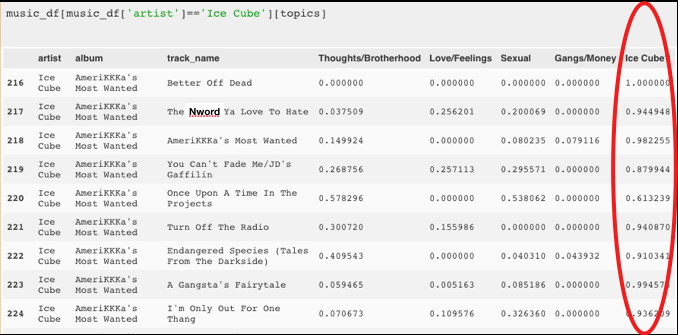 music_df[music_df['artist']=='Ice Cube'][topics]
artist album track_name Thoughts/Brotherhood Love/Feelings Sexual Gangs/Money Ice Cube
216 Ice Cube AmeriKKKa's Most Wanted Better Off Dead 0.000000 0.000000 0.000000 0.000000 1.000000
217 Ice Cube AmeriKKKa's Most Wanted The Nword Ya Love To Hate 0.037509 0.256201 0.200069 0.000000 0.944948
218 Ice Cube AmeriKKKa's Most Wanted AmeriKKKa's Most Wanted 0.149924 0.000000 0.080235 0.079116 0.982255
219 Ice Cube AmeriKKKa's Most Wanted You Can't Fade Me/JD's Gaffilin 0.268756 0.257113 0.295571 0.000000 0.879944
220 Ice Cube AmeriKKKa's Most Wanted Once Upon A Time In The Projects 0.578296 0.000000 0.538062 0.000000 0.613239
221 Ice Cube AmeriKKKa's Most Wanted Turn Off The Radio 0.300720 0.155986 0.000000 0.000000 0.940870
222 Ice Cube AmeriKKKa's Most Wanted Endangered Species (Tales From The Darkside) 0.409543 0.000000 0.040310 0.043932 0.910341
223 Ice Cube AmeriKKKa's Most Wanted A Gangsta's Fairytale 0.059465 0.005163 0.085186 0.000000
224 Ice Cube AmeriKKKa's Most Wanted I'm Only Out For One Thang 0.070673 0.109576 0.326360 0.000000 0.936209